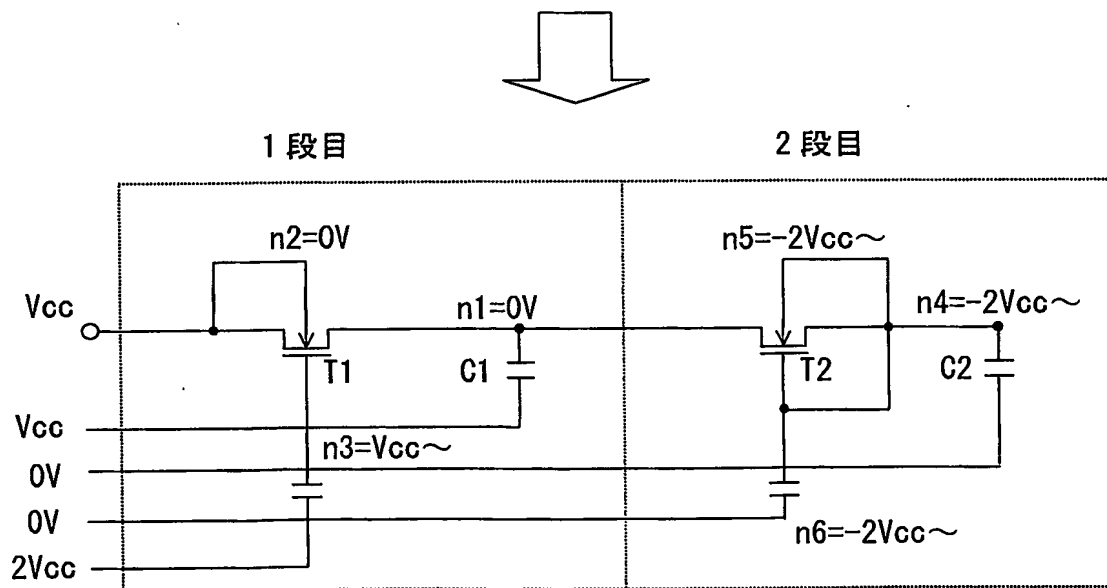 1段目
2段目
n2=0V
n5=-2Vcc～
Vcc
n1=0V
n4=-2Vcc～
T1
C1
T2
C2
Vcc
n3=Vcc～
0V
0V
n6=-2Vcc～
2Vcc